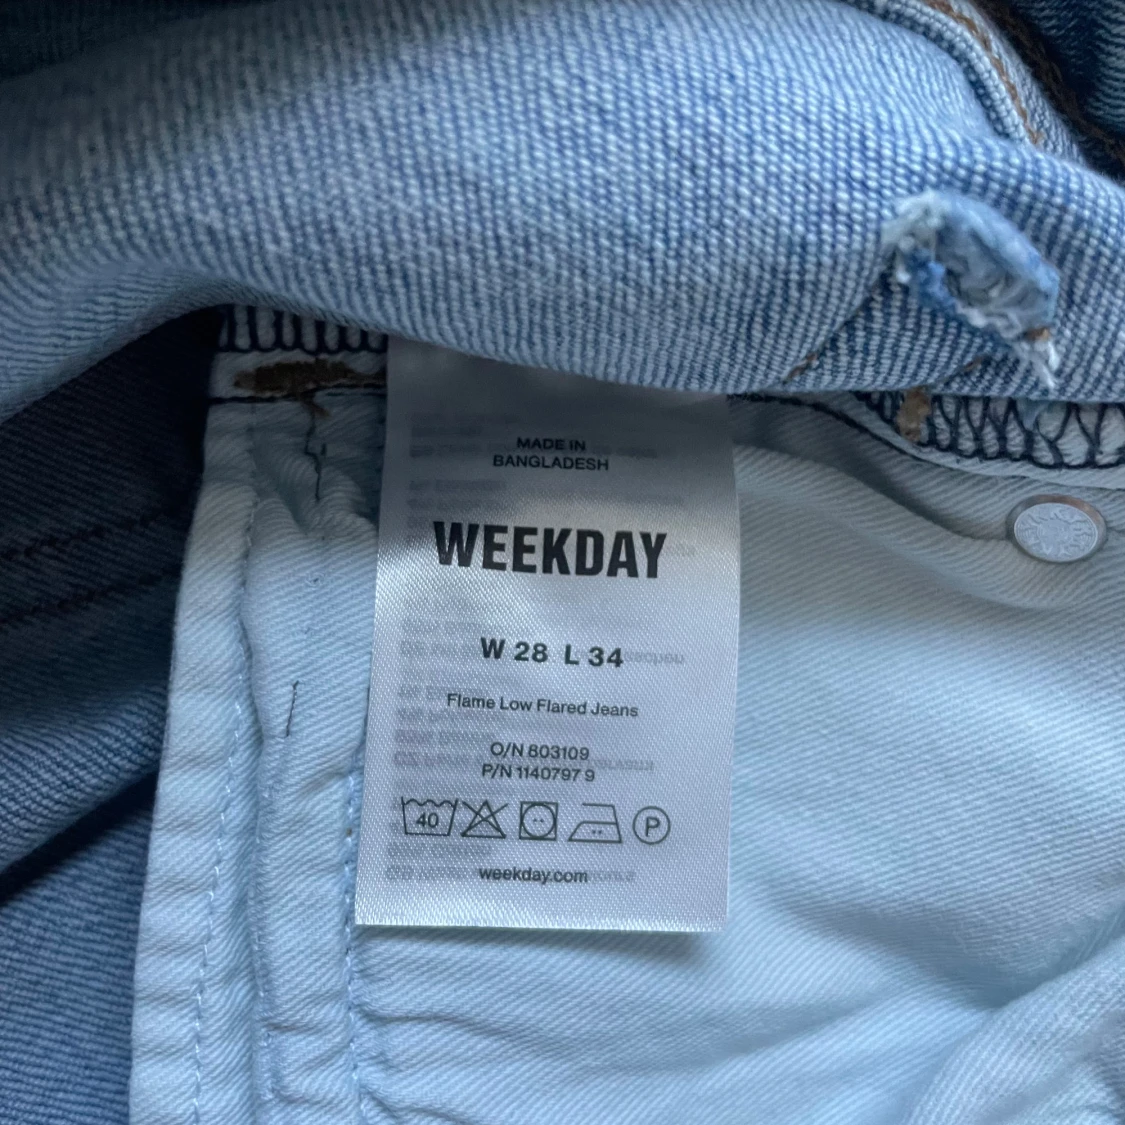 MADE IN
BANGLADESH
WEEKDAY
W 28 L 34
Flame Low Flared Jeans
O/N 803109
P/N 1140797 9
40 P
weekday.com